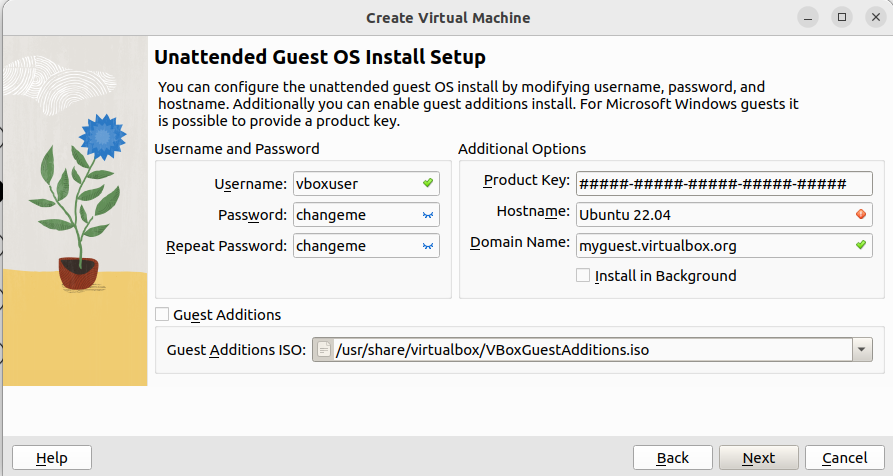 Create Virtual Machine
Unattended Guest OS Install Setup
You can configure the unattended guest OS install by modifying username, password, and
hostname. Additionally you can enable guest additions install. For Microsoft Windows guests it
is possible to provide a product key.
Username and Password
Username: vboxuser
Password: changeme
Repeat Password: changeme
Additional Options
Product Key: #####-#####-#####-#####-#####
Hostname: Ubuntu 22.04
Domain Name: myguest.virtualbox.org
Install in Background
Guest Additions
Guest Additions ISO: /usr/share/virtualbox/VBoxGuestAdditions.iso
Help Back Next Cancel